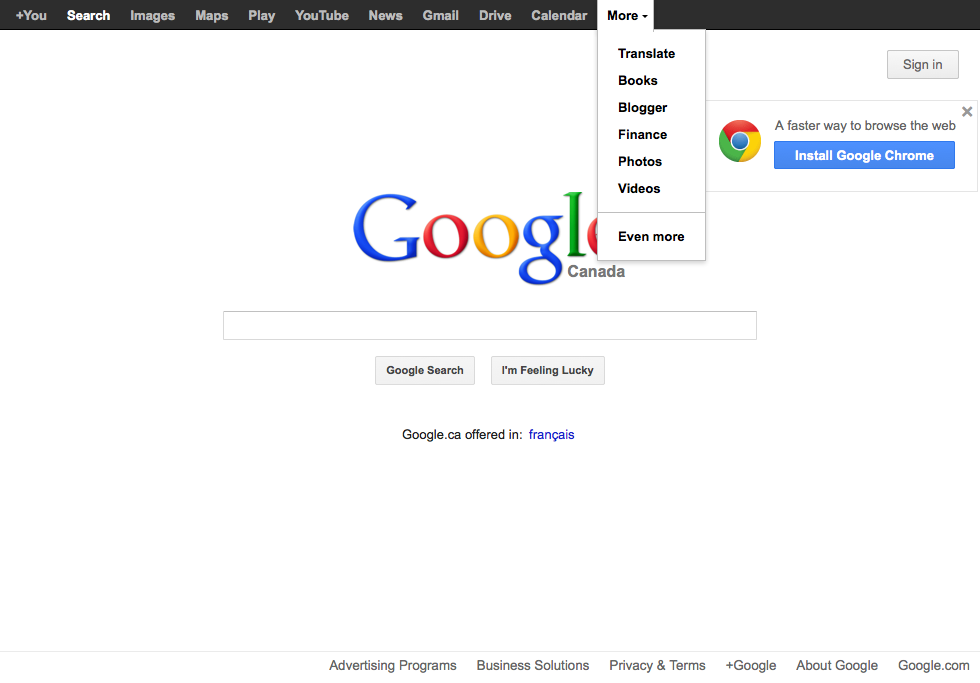 +You Search Images Maps Play YouTube News Gmail Drive Calendar More
Translate
Books
Blogger
Finance
Photos
Videos
Even more
Sign in
A faster way to browse the web
Install Google Chrome
Googl
Canada
Google Search I'm Feeling Lucky
Google.ca offered in: français
Advertising Programs Business Solutions Privacy & Terms +Google About Google Google.com